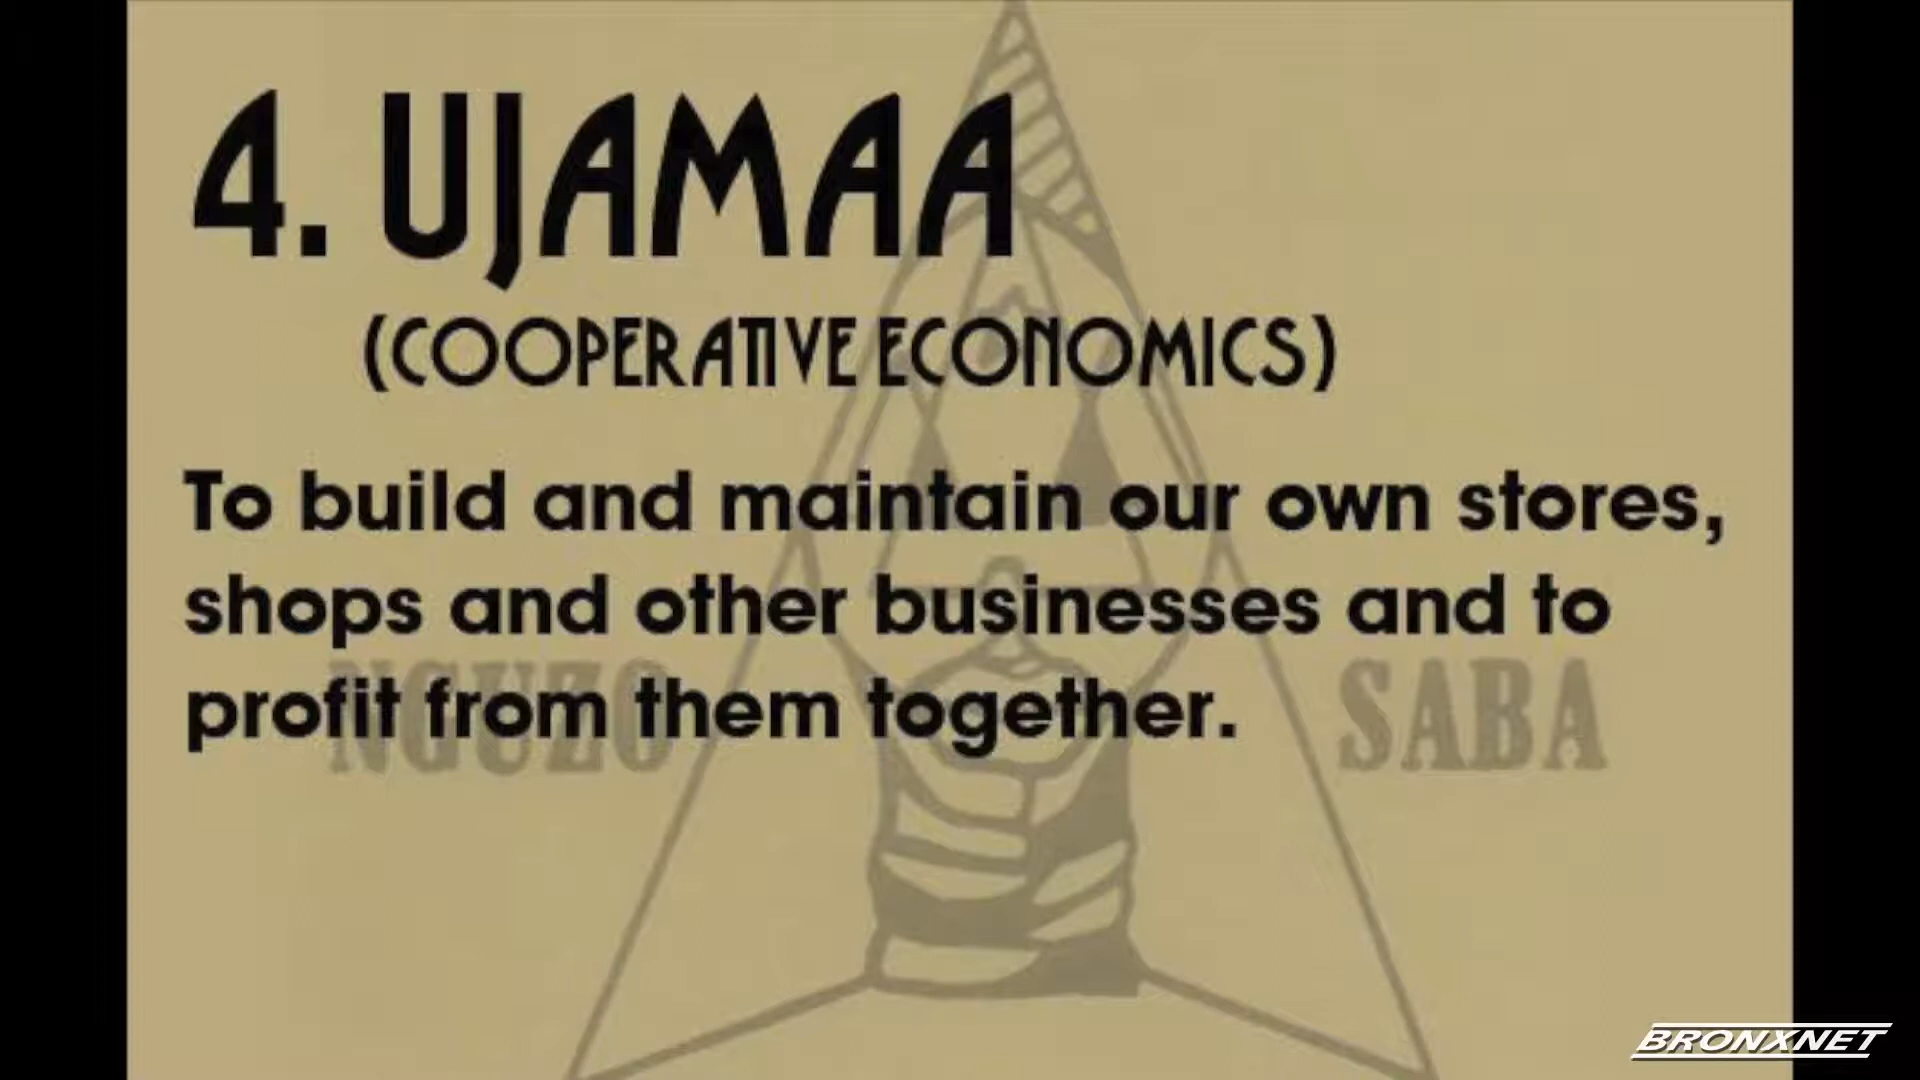 4. UJAMAA
(COOPERATIVE ECONOMICS)
To build and maintain our own stores,
shops and other businesses and to
profit from them together.
NGUZO SABA
BRONXNET